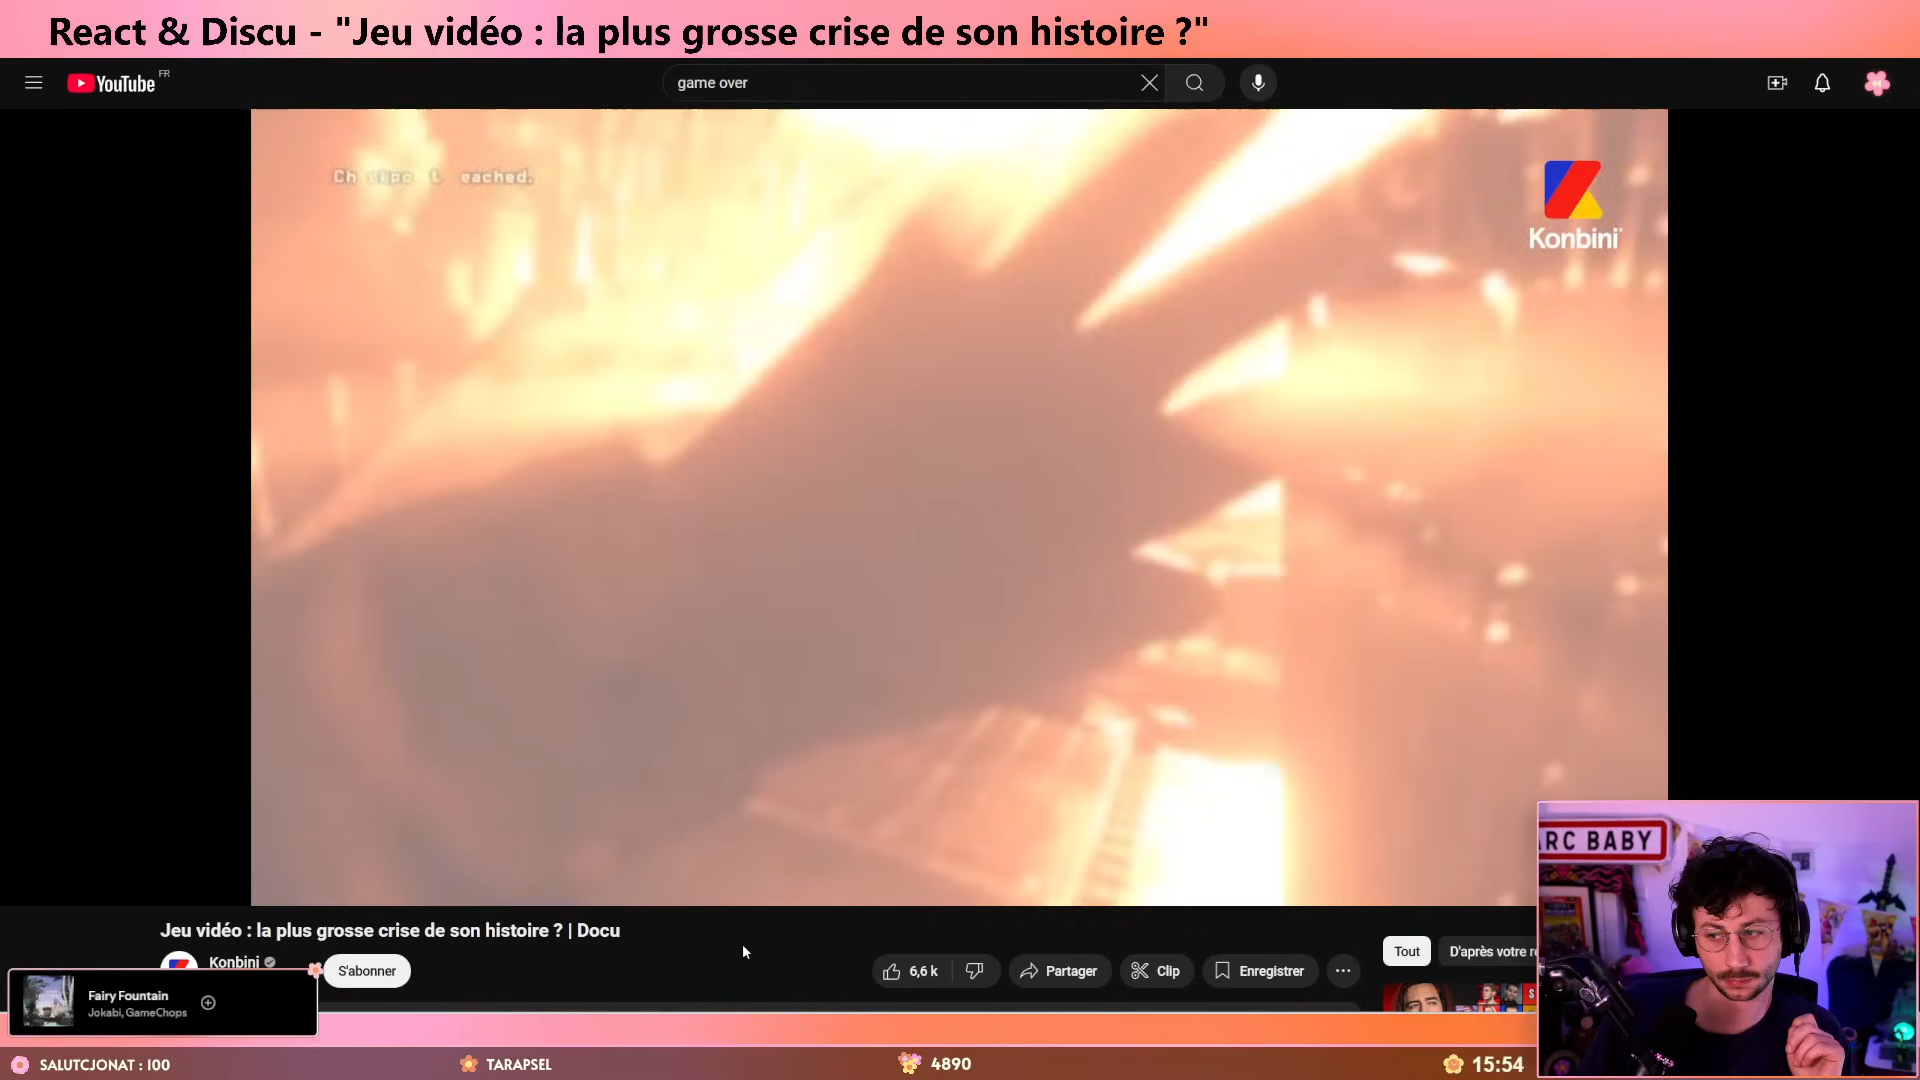 React & Discu - "Jeu vidéo : la plus grosse crise de son histoire ?"
YouTube FR
game over
Konbini
ARC BABY
Jeu vidéo : la plus grosse crise de son histoire ? | Docu
Konbini
S'abonner
6,6 k
Partager
Clip
Enregistrer
Tout
D'après votre
Fairy Fountain
Jokabi, GameChops
SALUTCJONAT : 100
TARAPSEL
4890
15:54